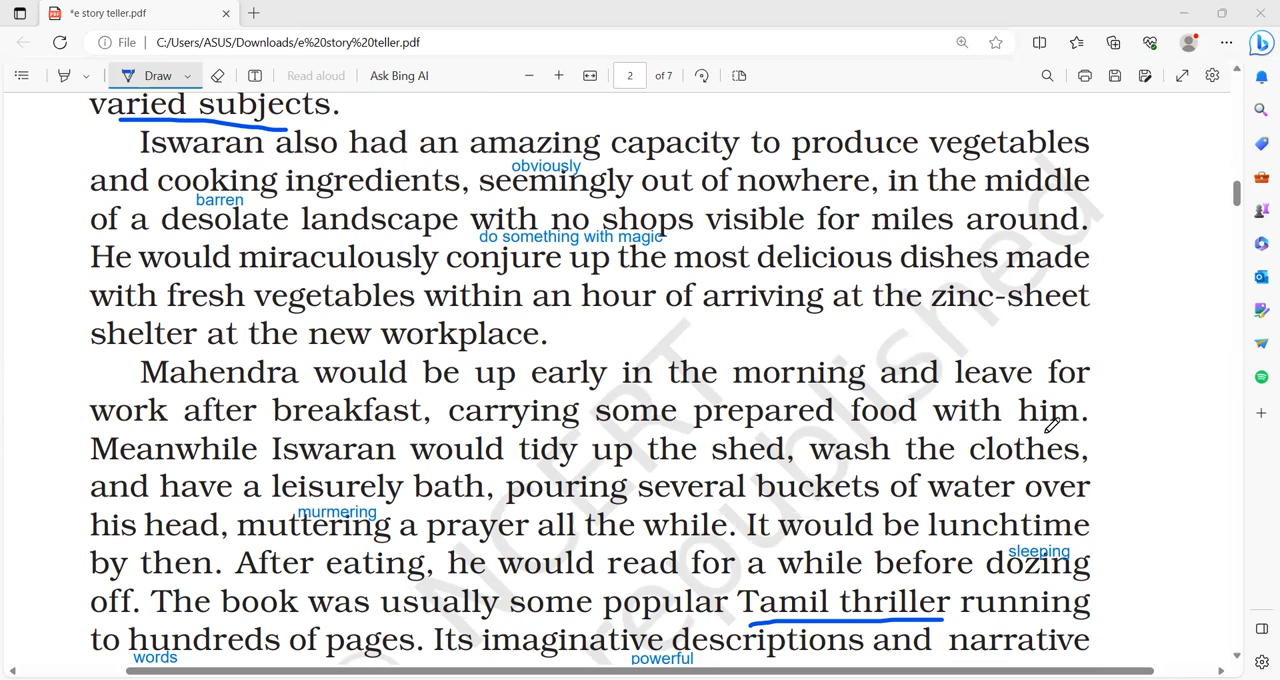 *e story teller.pdf
File
C:/Users/ASUS/Downloads/e%20story%20teller.pdf
Draw
Read aloud
Ask Bing AI
2
of 7
varied subjects.
Iswaran also had an amazing capacity to produce vegetables
obviously
and cooking ingredients, seemingly out of nowhere, in the middle
barren
of a desolate landscape with no shops visible for miles around.
do something with magic
He would miraculously conjure up the most delicious dishes made
with fresh vegetables within an hour of arriving at the zinc-sheet
shelter at the new workplace.
Mahendra would be up early in the morning and leave for
work after breakfast, carrying some prepared food with him.
Meanwhile Iswaran would tidy up the shed, wash the clothes,
and have a leisurely bath, pouring several buckets of water over
murmering
his head, muttering a prayer all the while. It would be lunchtime
sleeping
by then. After eating, he would read for a while before dozing
off. The book was usually some popular Tamil thriller running
to hundreds of pages. Its imaginative descriptions and narrative
words
powerful
NCERT
republished